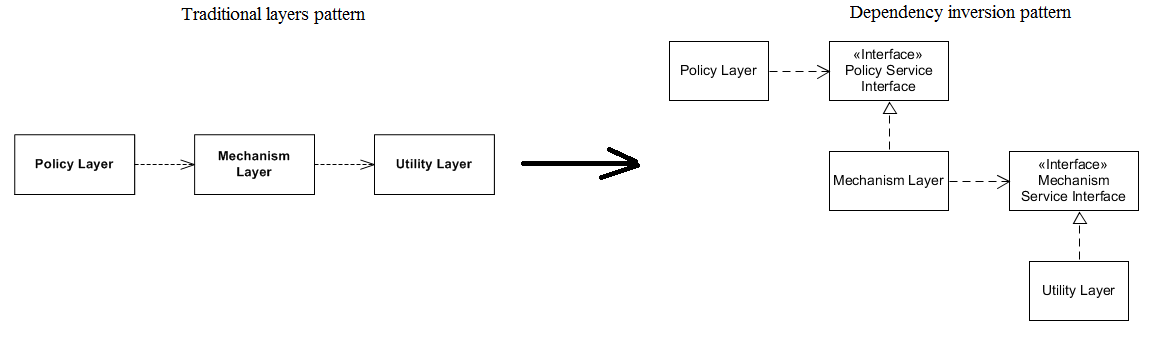 Traditional layers pattern
Dependency inversion pattern
Policy Layer
Mechanism
Layer
Utility Layer
Policy Layer
«Interface»
Policy Service
Interface
Mechanism Layer
«Interface»
Mechanism
Service Interface
Utility Layer